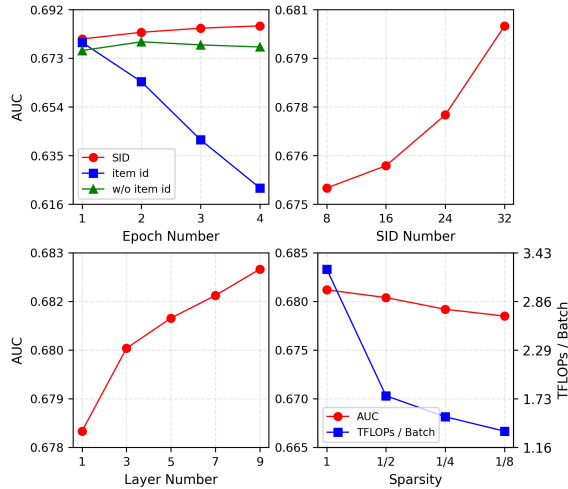 0.692
0.673
0.654
0.635
0.616
AUC
SID
item id
w/o item id
1 2 3 4
Epoch Number
0.681
0.679
0.678
0.676
0.675
8 16 24 32
SID Number
0.683
0.682
0.680
0.679
0.678
AUC
1 3 5 7 9
Layer Number
0.685
0.680
0.675
0.670
0.665
AUC
TFLOPs / Batch
1 1/2 1/4 1/8
Sparsity
3.43
2.86
2.29
1.73
1.16
TFLOPs / Batch